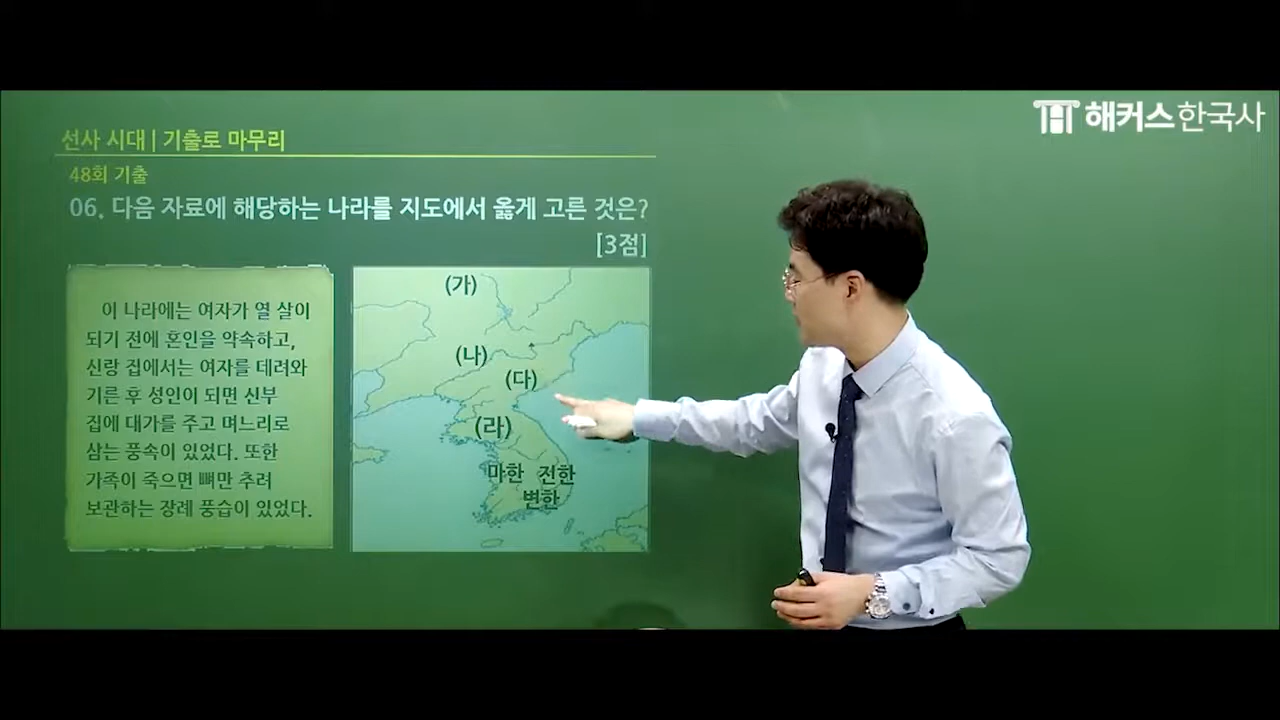 해커스한국사
선사 시대 | 기출로 마무리
48회 기출
06. 다음 자료에 해당하는 나라를 지도에서 옳게 고른 것은?
[3점]
이 나라에는 여자가 열 살이
되기 전에 혼인을 약속하고,
신랑 집에서는 여자를 데려와
기른 후 성인이 되면 신부
집에 대가를 주고 며느리로
삼는 풍속이 있었다. 또한
가족이 죽으면 뼈만 추려
보관하는 장례 풍습이 있었다.
(가)
(나)
(다)
(라)
마한 전한
변한